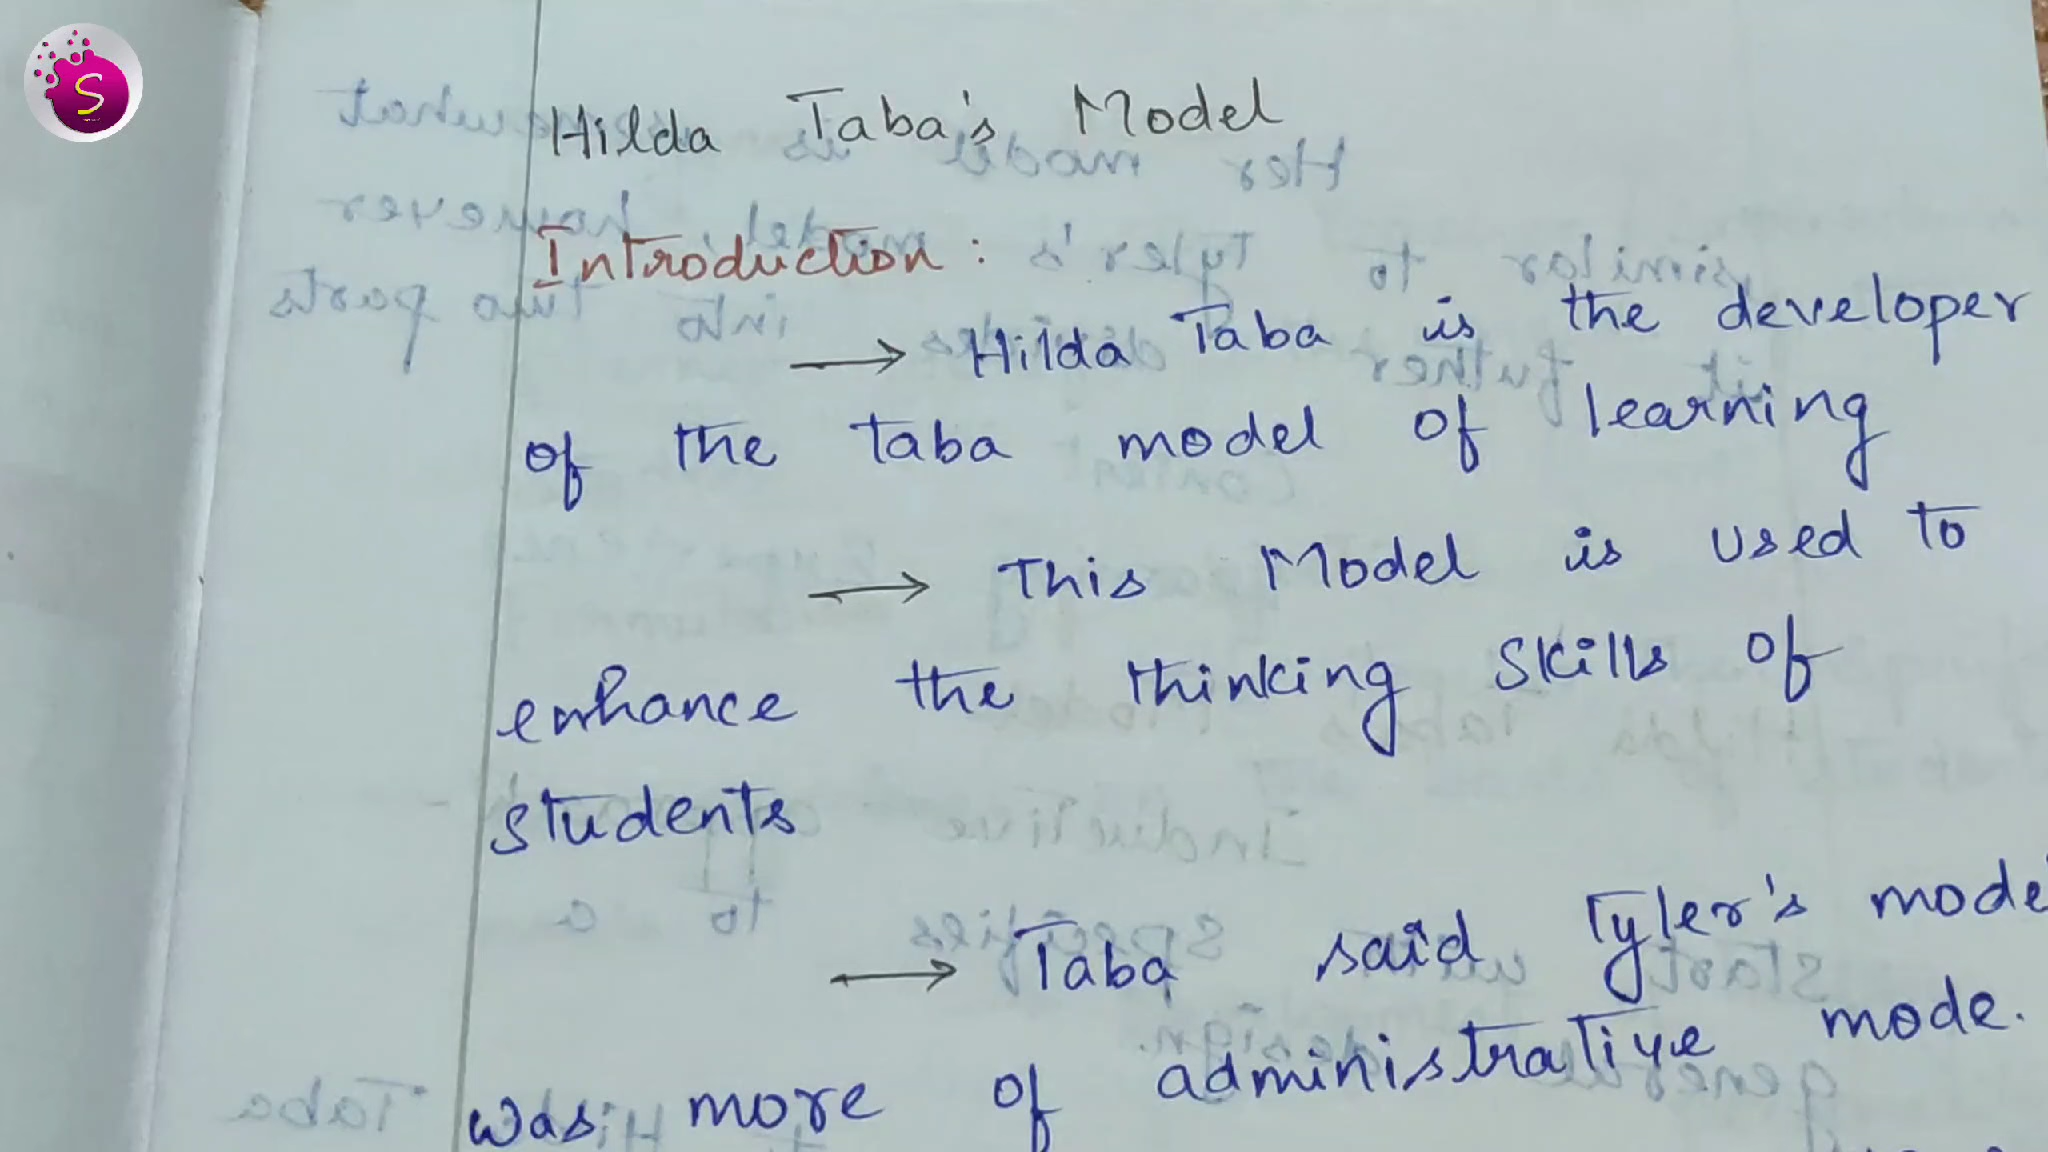 S
Hilda Taba's Model
Introduction :
→ Hilda Taba is the developer
of the taba model of learning
→ This Model is used to
enhance the thinking skills of
students
→ Taba said Tyler's mode
was more of administrative mode.